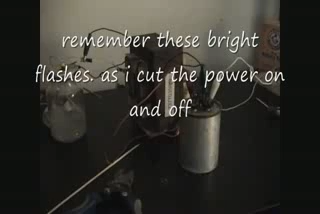 remember these bright
flashes. as i cut the power on
and off